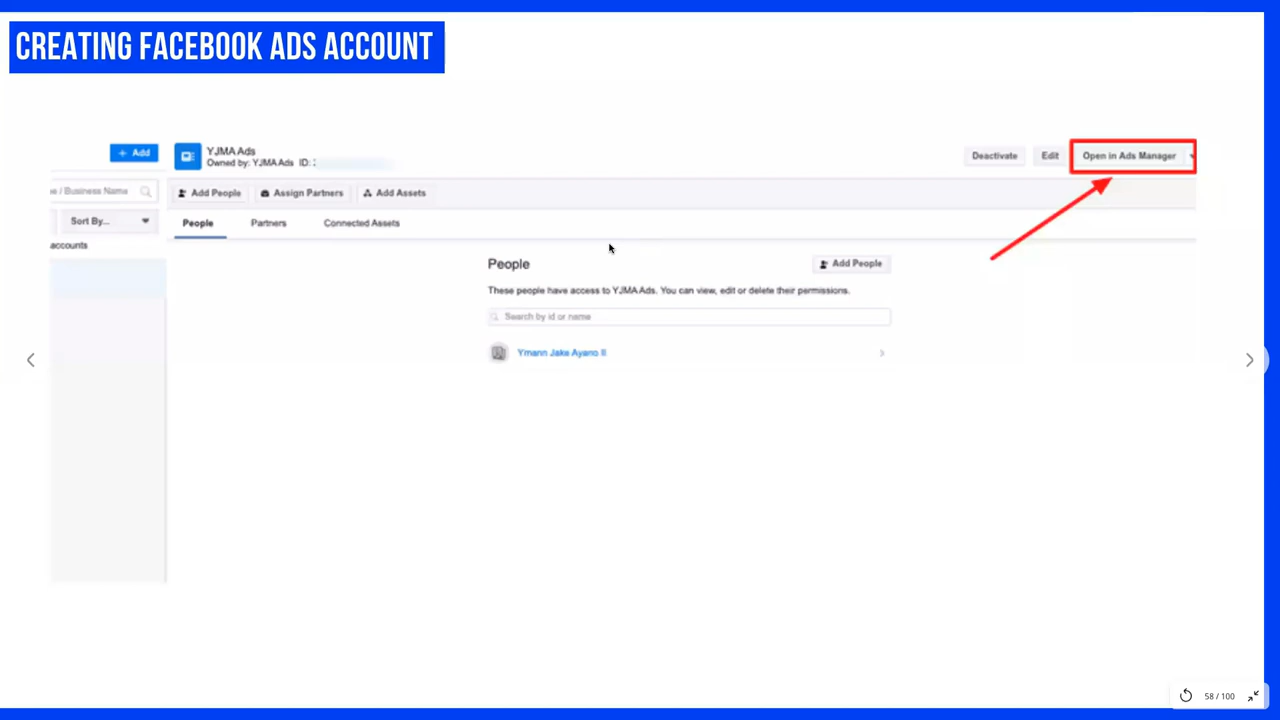 CREATING FACEBOOK ADS ACCOUNT
+ Add
YJMA Ads
Owned by: YJMA Ads ID:
Deactivate
Edit
Open in Ads Manager
e / Business Name
Add People
Assign Partners
Add Assets
Sort By...
People
Partners
Connected Assets
accounts
People
Add People
These people have access to YJMA Ads. You can view, edit or delete their permissions.
Search by id or name
Ymann Jake Ayano II
58 / 100